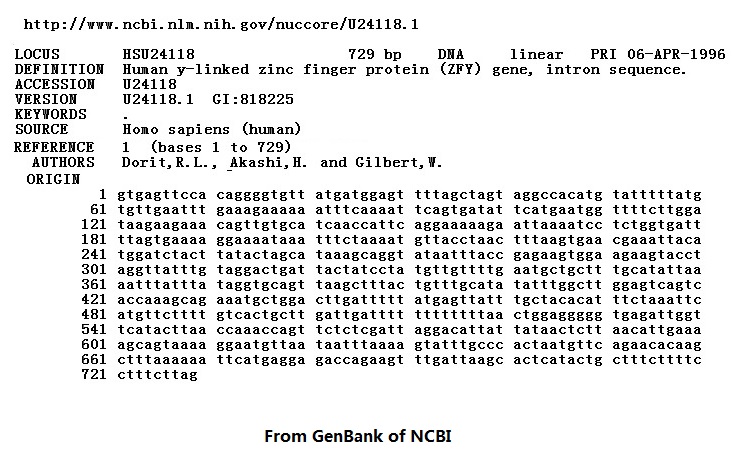 http://www.ncbi.nlm.nih.gov/nuccore/U24118.1
LOCUS HSU24118 729 bp DNA linear PRI 06-APR-1996
DEFINITION Human y-linked zinc finger protein (ZFY) gene, intron sequence.
ACCESSION U24118
VERSION U24118.1 GI:818225
KEYWORDS .
SOURCE Homo sapiens (human)
REFERENCE 1 (bases 1 to 729)
AUTHORS Dorit,R.L., Akashi,H. and Gilbert,W.
ORIGIN
1 gtgagttcca caggggtgtt atgatggagt tttagctagt aggccacatg tatttttatg
61 tgttgaattt gaaagaaaaa atttcaaaat tcagtgatat tcatgaatgg ttttcttgga
121 taagaagaaa cagttgtgca tcaaccattc aggaaaaaga attaaaatcc tctggtgatt
181 ttagtgaaaa ggaaaataaa tttctaaaat gttacctaac tttaagtgaa cgaaattaca
241 tggatctact tatactagca taaagcaggt ataatttacc gagaagtgga agaagtacct
301 aggttatttg taggactgat tactatccta tgttgttttg aatgctgctt tgcatattaa
361 aatttattta taggtgcagt taagctttac tgtttgcata tatttggctt ggagtcagtc
421 accaaagcag aaatgctgga cttgattttt atgagttatt tgctacacat ttctaaattc
481 atgttctttt gtcactgctt gattgatttt tttttttaac ctggaggggg tgagattggt
541 tcatacttaa ccaaaccagt tctctcgatt aggacattat tataactctt aacattgaaa
601 agcagtaaaa ggaatgttaa taatttaaaa gtatttgccc actaatgttc agaacacaag
661 ctttaaaaaa ttcatgagga gaccagaagt ttgattaagc actcatactg ctttcttttc
721 ctttcttag
From GenBank of NCBI